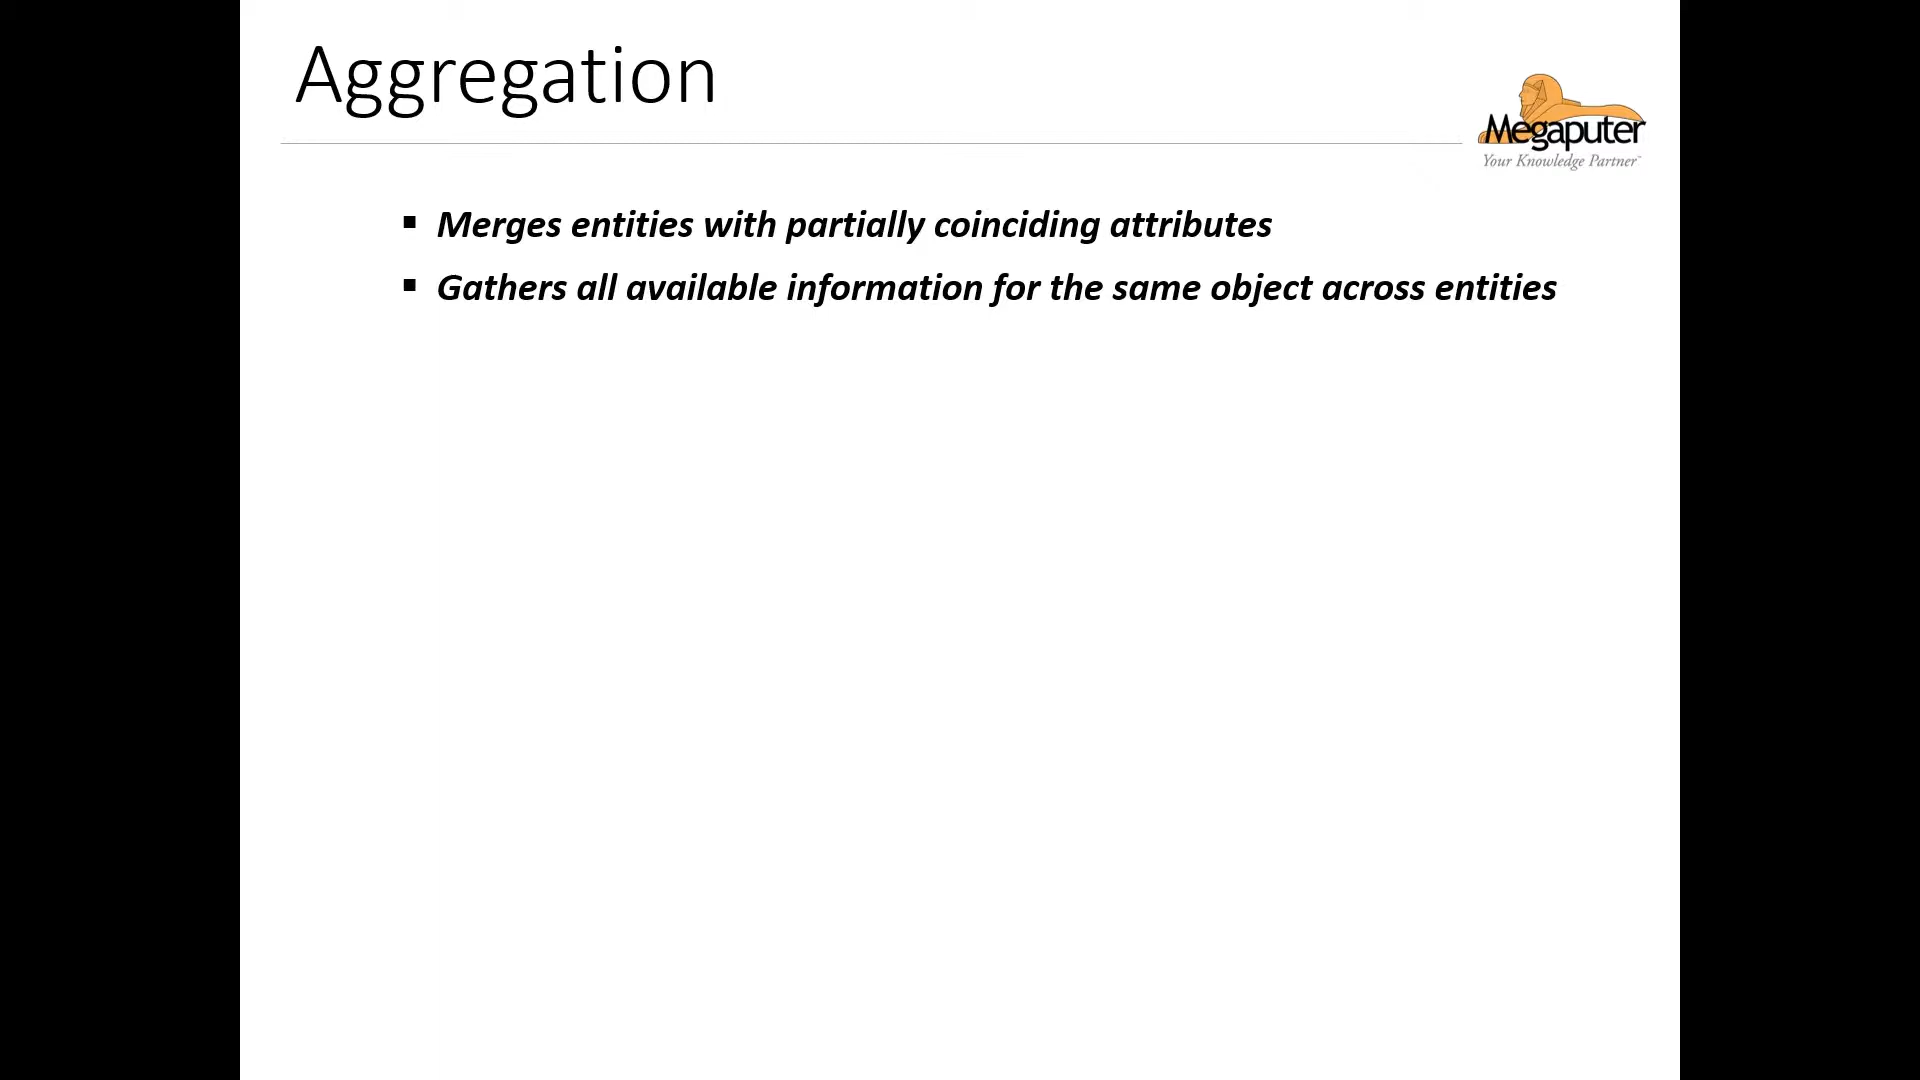 Aggregation
Megaputer
Your Knowledge Partner™
▪ Merges entities with partially coinciding attributes
▪ Gathers all available information for the same object across entities